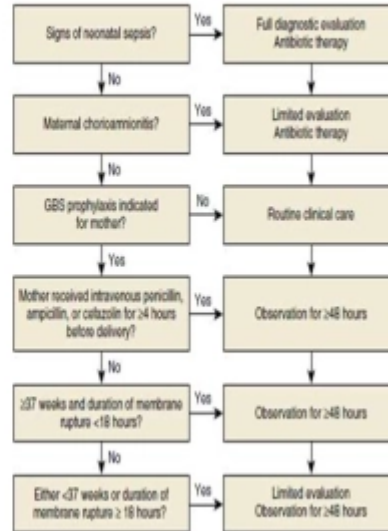 Signs of neonatal sepsis?
Yes
Full diagnostic evaluation
Antibiotic therapy
No
Maternal chorioamnionitis?
Yes
Limited evaluation
Antibiotic therapy
No
GBS prophylaxis indicated
for mother?
No
Routine clinical care
Yes
Mother received intravenous penicillin,
ampicillin, or cefazolin for ≥4 hours
before delivery?
Yes
Observation for ≥48 hours
No
≥37 weeks and duration of membrane
rupture <18 hours?
Yes
Observation for ≥48 hours
No
Either <37 weeks or duration of
membrane rupture ≥ 18 hours?
Yes
Limited evaluation
Observation for ≥48 hours